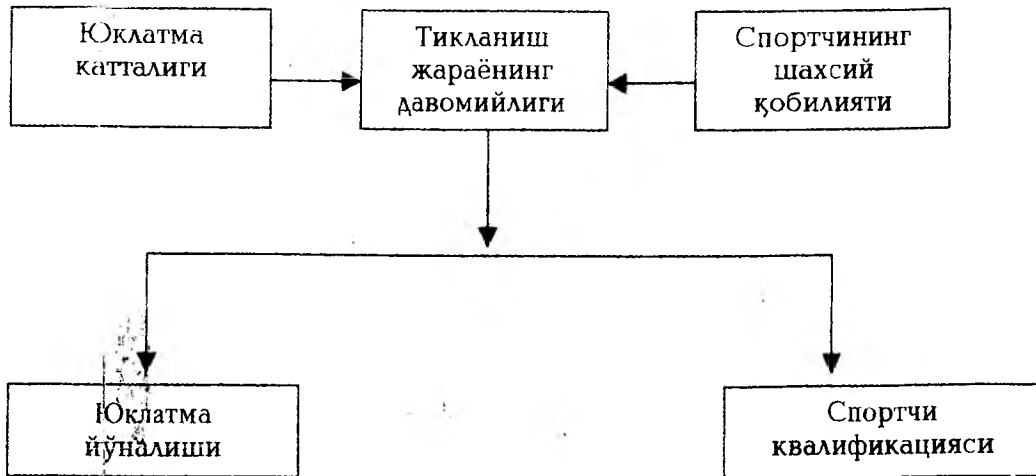 Юклатма
катталиги
Тикланиш
жараёнинг
давомийлиги
Спортчининг
шахсий
қобилияти
Юклатма
йўналиши
Спортчи
квалификацияси